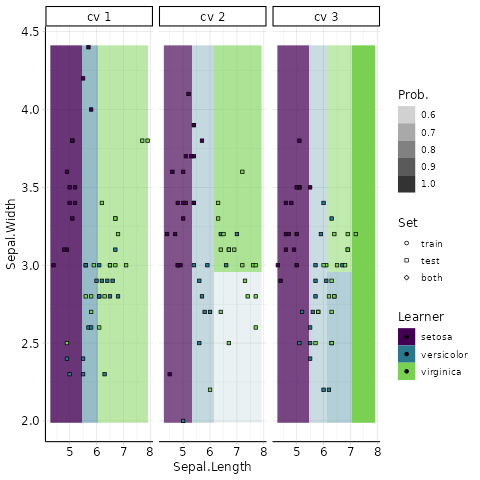 cv 1 cv 2 cv 3
4.5
4.0
3.5
3.0
2.5
2.0
Sepal.Width
5 6 7 8 5 6 7 8 5 6 7 8
Sepal.Length
Prob.
0.6
0.7
0.8
0.9
1.0
Set
train
test
both
Learner
setosa
versicolor
virginica